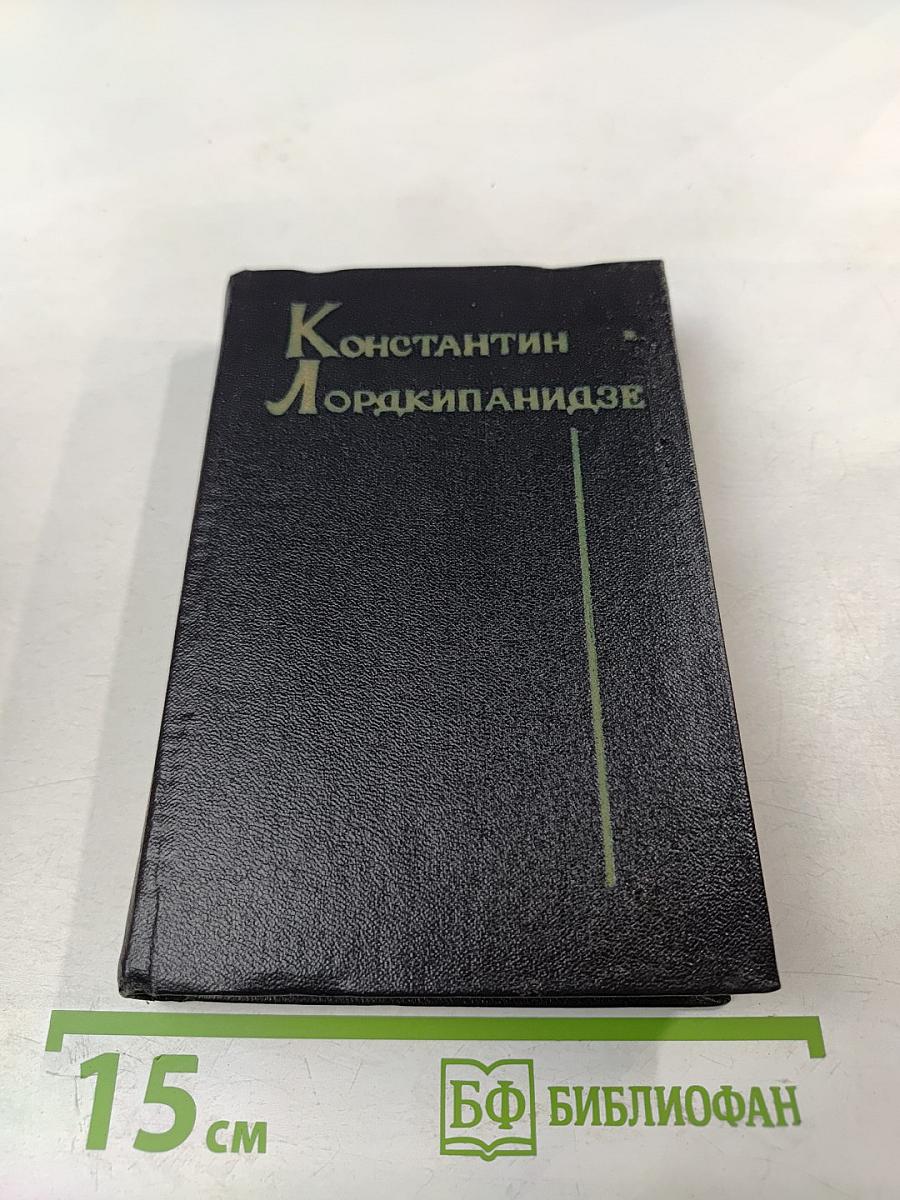 Константин
Лордкипанидзе
15 см
БФ БИБЛИОФАН